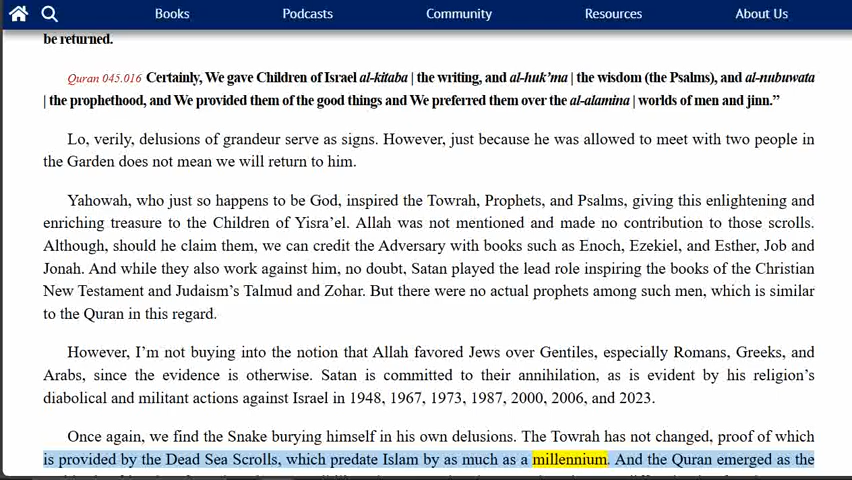 Books Podcasts Community Resources About Us
be returned.
Quran 045.016 Certainly, We gave Children of Israel al-kitaba | the writing, and al-huk’ma | the wisdom (the Psalms), and al-nubuwata
| the prophethood, and We provided them of the good things and We preferred them over the al-alamina | worlds of men and jinn.”
Lo, verily, delusions of grandeur serve as signs. However, just because he was allowed to meet with two people in
the Garden does not mean we will return to him.
Yahowah, who just so happens to be God, inspired the Towrah, Prophets, and Psalms, giving this enlightening and
enriching treasure to the Children of Yisra’el. Allah was not mentioned and made no contribution to those scrolls.
Although, should he claim them, we can credit the Adversary with books such as Enoch, Ezekiel, and Esther, Job and
Jonah. And while they also work against him, no doubt, Satan played the lead role inspiring the books of the Christian
New Testament and Judaism’s Talmud and Zohar. But there were no actual prophets among such men, which is similar
to the Quran in this regard.
However, I’m not buying into the notion that Allah favored Jews over Gentiles, especially Romans, Greeks, and
Arabs, since the evidence is otherwise. Satan is committed to their annihilation, as is evident by his religion’s
diabolical and militant actions against Israel in 1948, 1967, 1973, 1987, 2000, 2006, and 2023.
Once again, we find the Snake burying himself in his own delusions. The Towrah has not changed, proof of which
is provided by the Dead Sea Scrolls, which predate Islam by as much as a millennium. And the Quran emerged as the